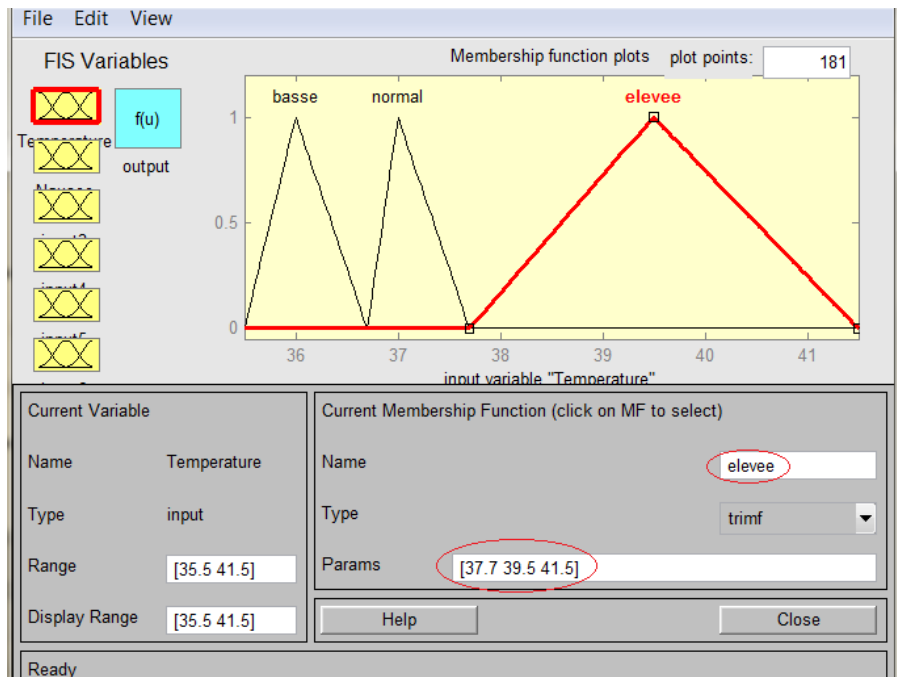 File Edit View
FIS Variables
Membership function plots plot points: 181
f(u)
Temperature
output
basse normal elevee
1
0.5
0
36 37 38 39 40 41
input variable "Temperature"
Current Variable
Name Temperature
Type input
Range [35.5 41.5]
Display Range [35.5 41.5]
Current Membership Function (click on MF to select)
Name elevee
Type trimf
Params [37.7 39.5 41.5]
Help Close
Ready